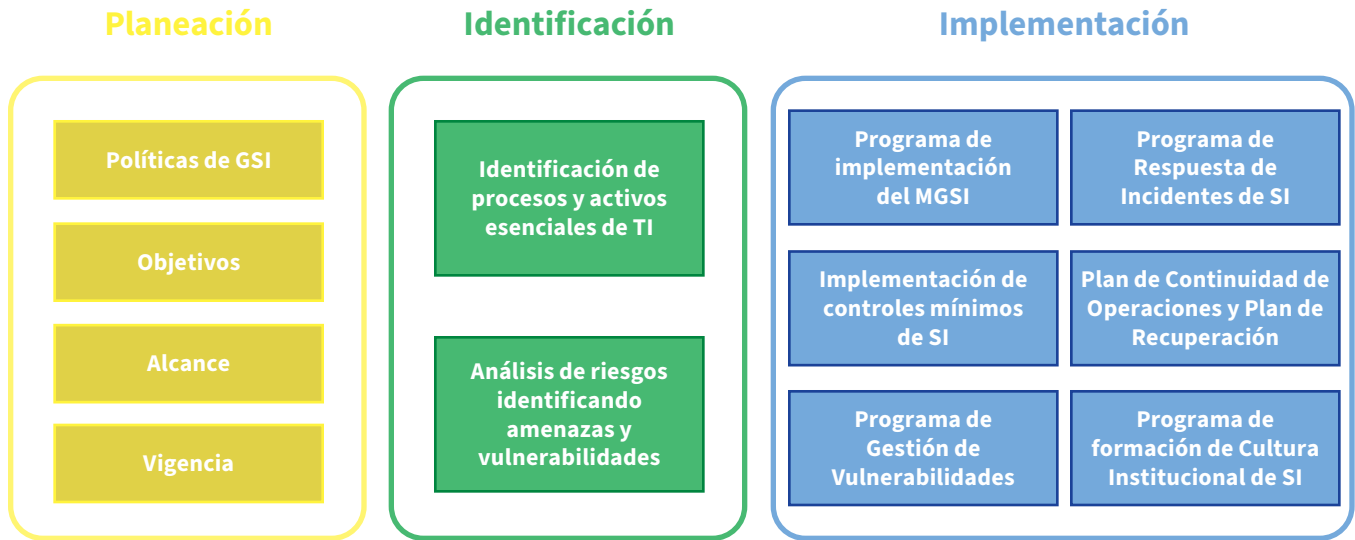 Planeación
Políticas de GSI
Objetivos
Alcance
Vigencia
Identificación
Identificación de
procesos y activos
esenciales de TI
Análisis de riesgos
identificando
amenazas y
vulnerabilidades
Implementación
Programa de
implementación
del MGSI
Programa de
Respuesta de
Incidentes de SI
Implementación de
controles mínimos
de SI
Plan de Continuidad de
Operaciones y Plan de
Recuperación
Programa de
Gestión de
Vulnerabilidades
Programa de
formación de Cultura
Institucional de SI